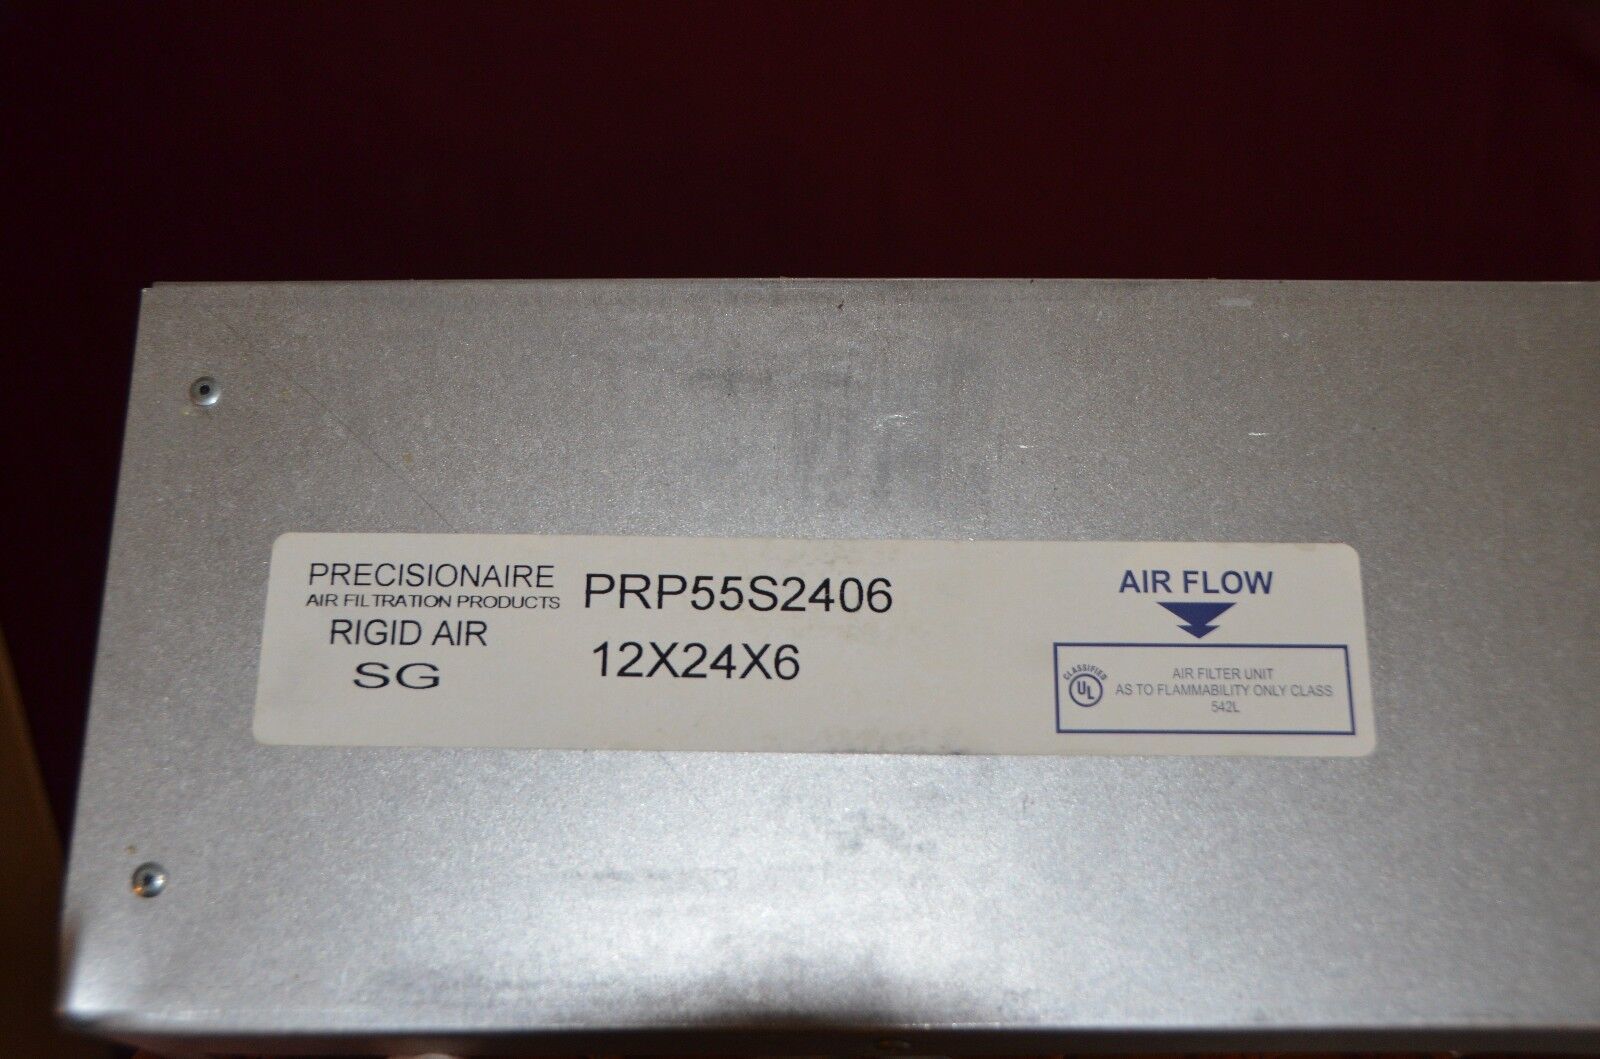 PRECISIONAIRE
AIR FILTRATION PRODUCTS
RIGID AIR
SG
PRP55S2406
12X24X6
AIR FLOW
CLASSIFIED
UL
AIR FILTER UNIT
AS TO FLAMMABILITY ONLY CLASS
542L